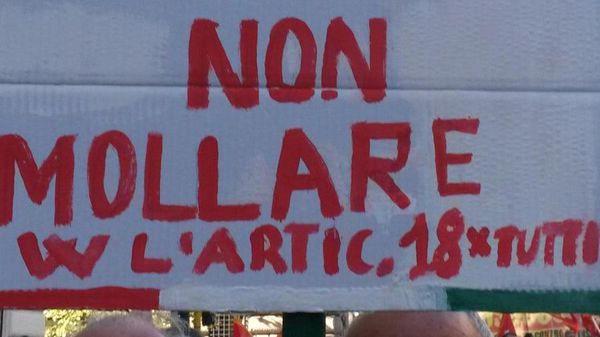 NON
MOLLARE
W L'ARTIC. 18 x TUTTI